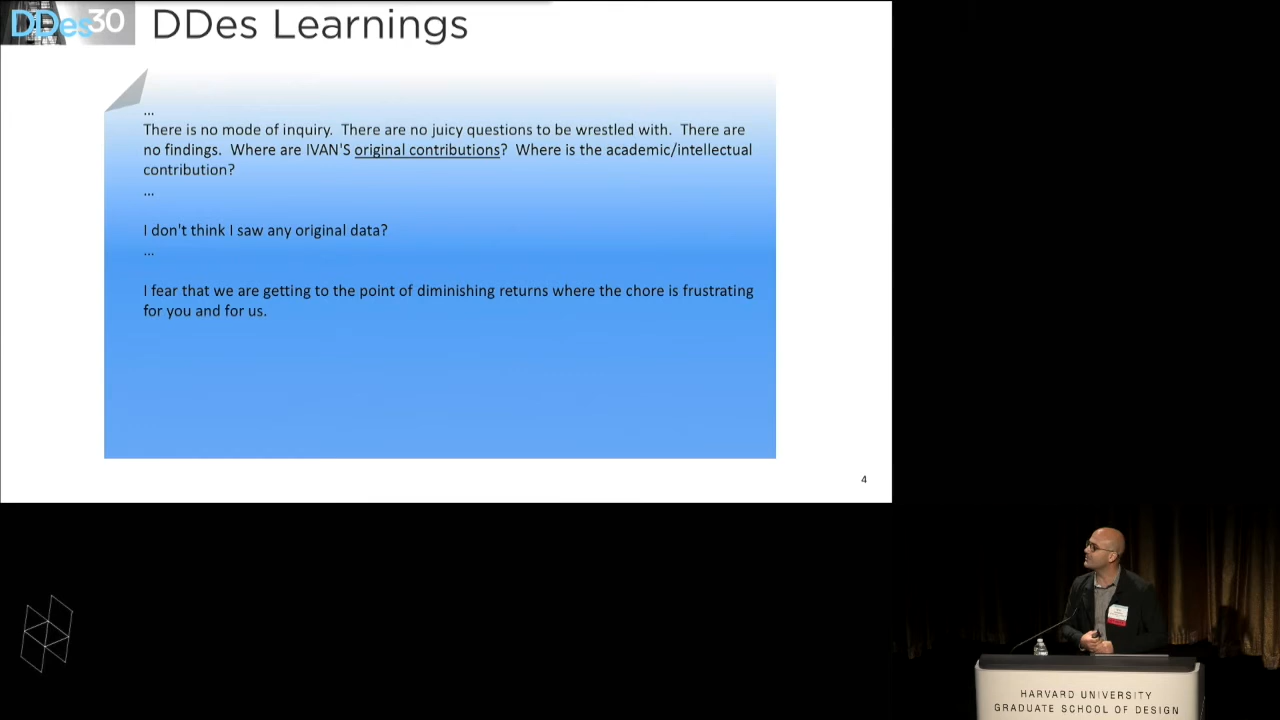 DDes30
DDes Learnings
...
There is no mode of inquiry.  There are no juicy questions to be wrestled with.  There are
no findings.  Where are IVAN'S original contributions?  Where is the academic/intellectual
contribution?
...
I don't think I saw any original data?
...
I fear that we are getting to the point of diminishing returns where the chore is frustrating
for you and for us.
4
HARVARD UNIVERSITY
GRADUATE SCHOOL OF DESIGN